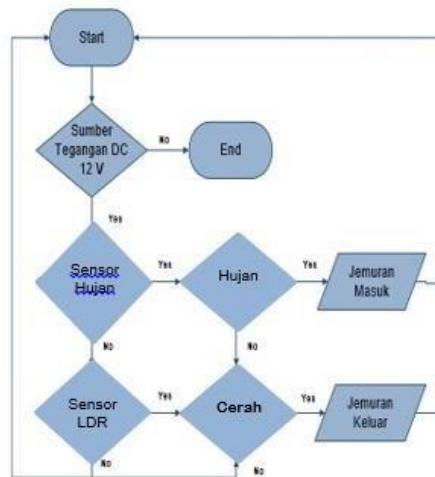 Start
Sumber
Tegangan DC
12 V
No
End
Yes
Sensor
Hujan
Yes
Hujan
Yes
Jemuran
Masuk
No
No
Sensor
LDR
Yes
Cerah
Yes
Jemuran
Keluar
No
No